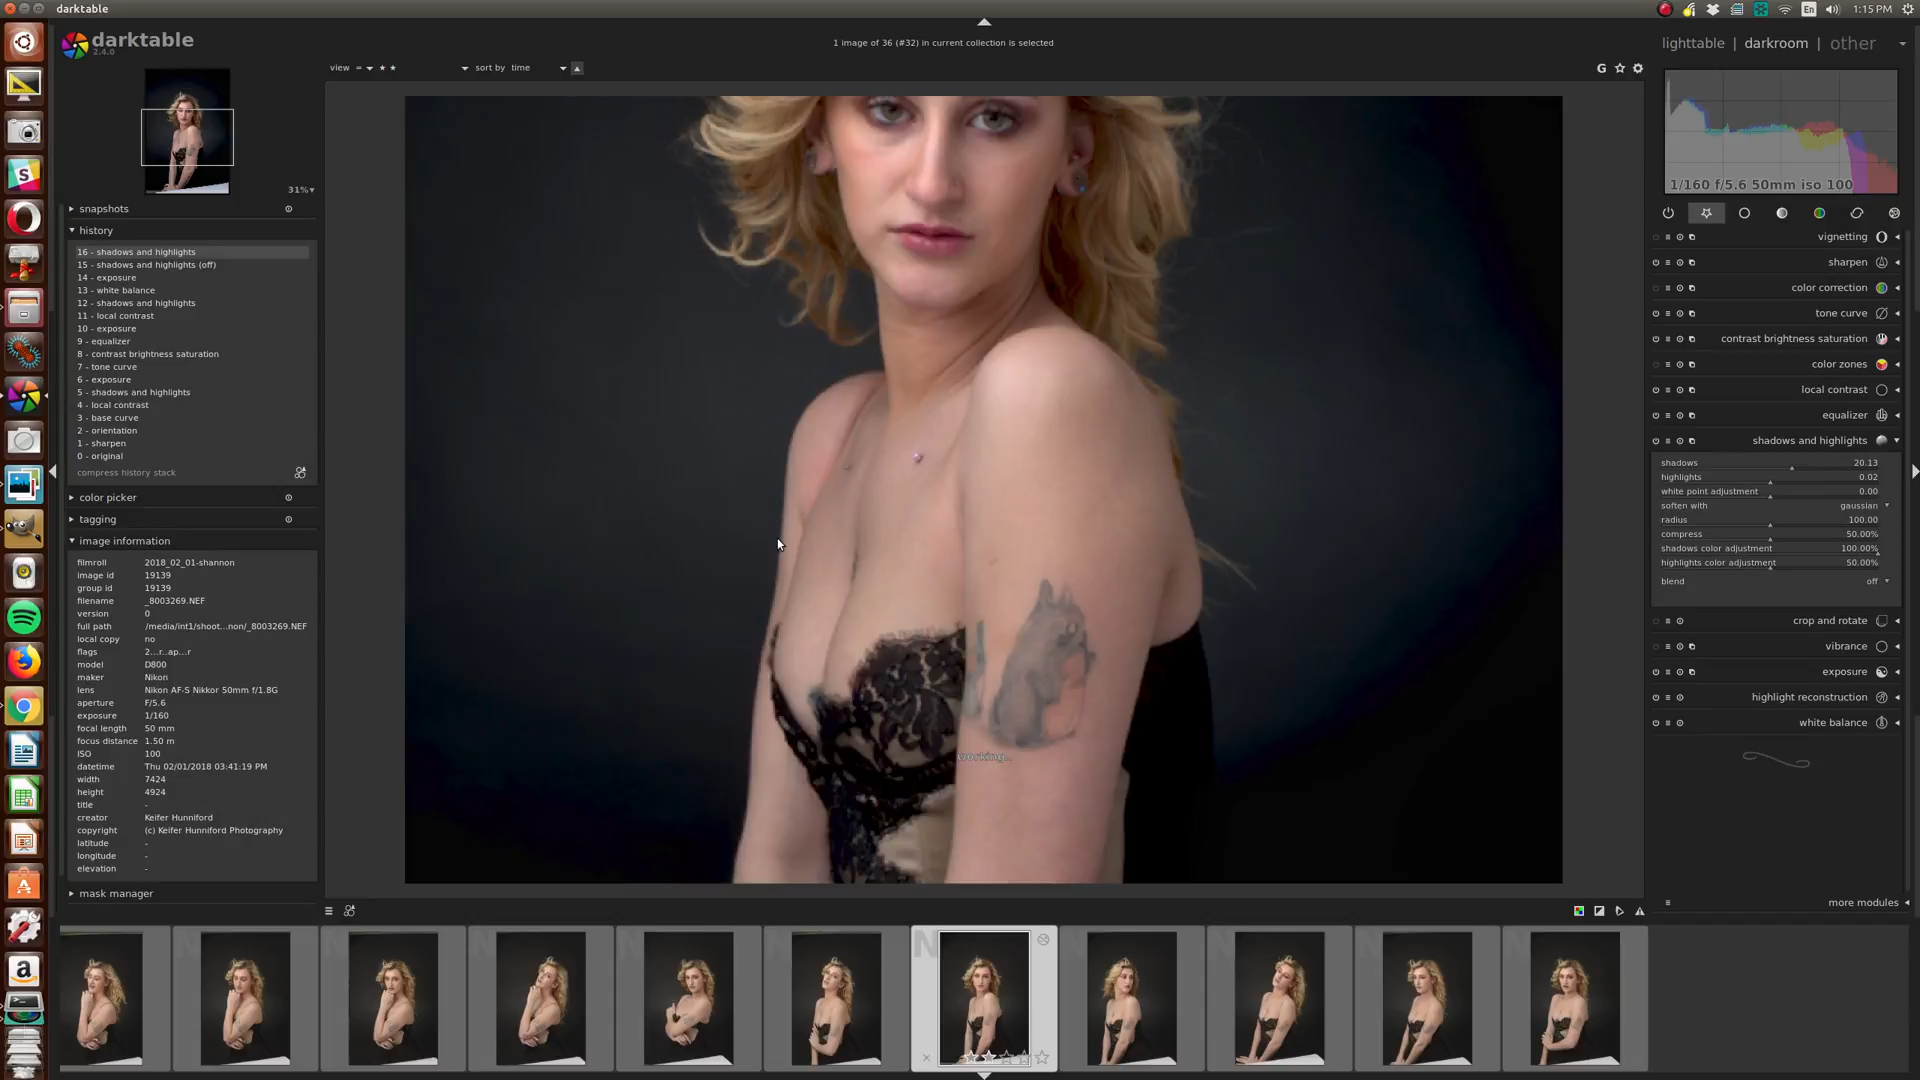 darktable
En
1:15 PM
darktable
2.4.0
1 image of 36 (#32) in current collection is selected
lighttable | darkroom | other
view = ★ ★
sort by time
G
31%
1/160 f/5.6 50mm iso 100
snapshots
history
16 - shadows and highlights
15 - shadows and highlights (off)
14 - exposure
13 - white balance
12 - shadows and highlights
11 - local contrast
10 - exposure
9 - equalizer
8 - contrast brightness saturation
7 - tone curve
6 - exposure
5 - shadows and highlights
4 - local contrast
3 - base curve
2 - orientation
1 - sharpen
0 - original
compress history stack
color picker
tagging
image information
filmroll 2018_02_01-shannon
image id 19139
group id 19139
filename _8003269.NEF
version 0
full path /media/int1/shoot...non/_8003269.NEF
local copy no
flags 2...r..ap...r
model D800
maker Nikon
lens Nikon AF-S Nikkor 50mm f/1.8G
aperture F/5.6
exposure 1/160
focal length 50 mm
focus distance 1.50 m
ISO 100
datetime Thu 02/01/2018 03:41:19 PM
width 7424
height 4924
title -
creator Keifer Hunniford
copyright (c) Keifer Hunniford Photography
latitude -
longitude -
elevation -
mask manager
working..
vignetting
sharpen
color correction
tone curve
contrast brightness saturation
color zones
local contrast
equalizer
shadows and highlights
shadows 20.13
highlights 0.02
white point adjustment 0.00
soften with gaussian
radius 100.00
compress 50.00%
shadows color adjustment 100.00%
highlights color adjustment 50.00%
blend off
crop and rotate
vibrance
exposure
highlight reconstruction
white balance
more modules